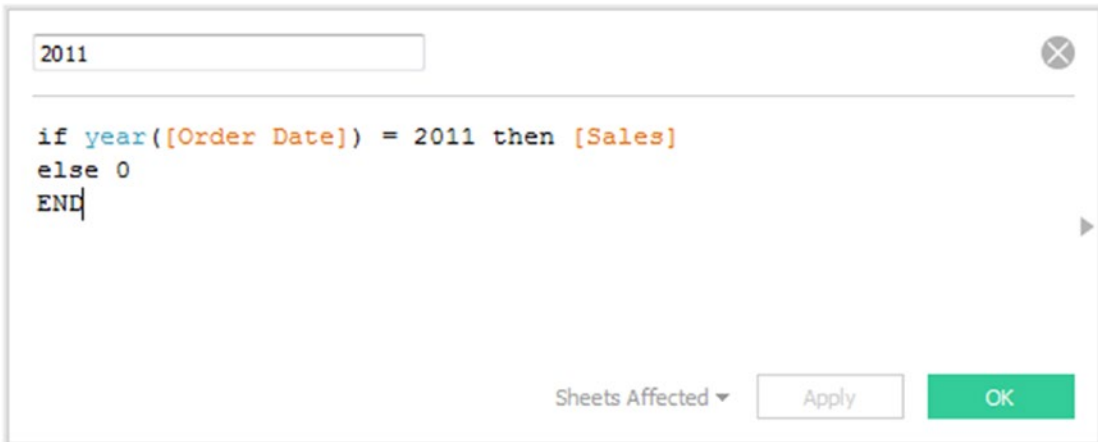 2011
if year([Order Date]) = 2011 then [Sales]
else 0
END
Sheets Affected
Apply
OK